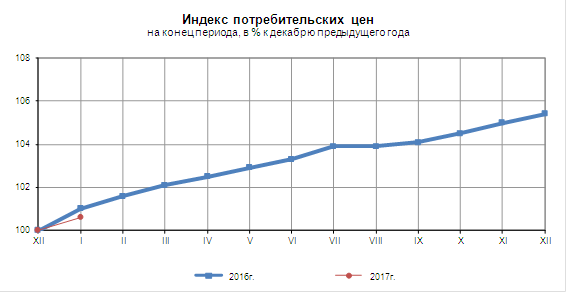 Индекс потребительских цен
на конец периода, в % к декабрю предыдущего года
108
106
104
102
100
XII I II III IV V VI VII VIII IX X XI XII
2016г. 2017г.